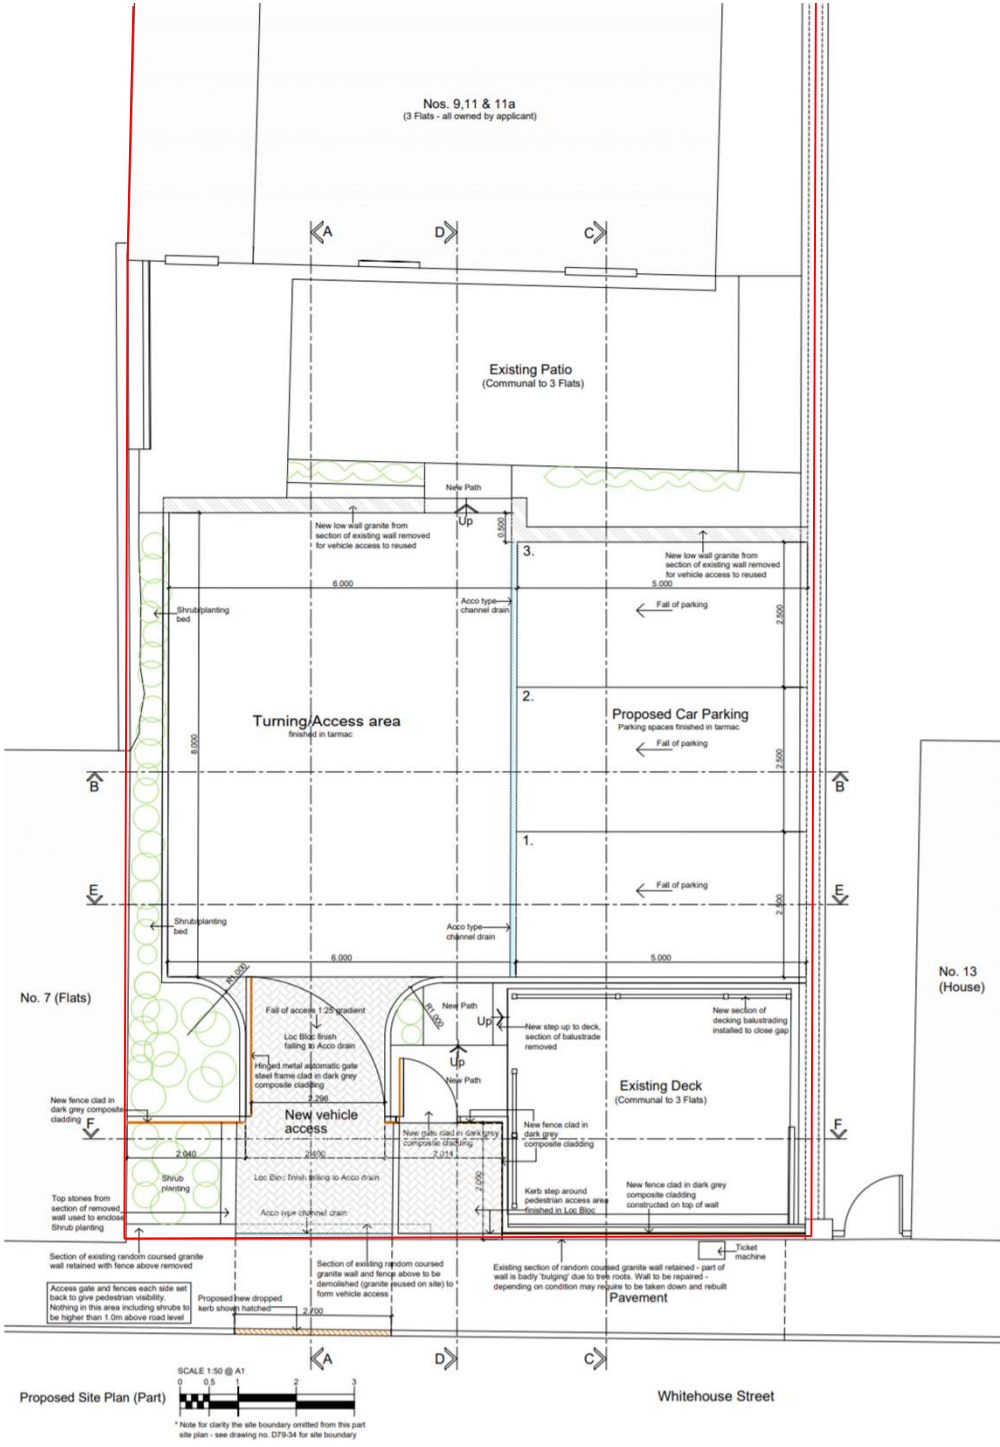 Nos. 9,11 & 11a
(3 Flats - all owned by applicant)
A
D
C
Existing Patio
(Communal to 3 Flats)
New Path
Up
0.500
New low wall granite from
section of existing wall removed
for vehicle access to reused
3.
New low wall granite from
section of existing wall removed
for vehicle access to reused
6.000
5.000
Acco type
channel drain
Fall of parking
Shrub/planting
bed
2.500
2.
Turning/Access area
finished in tarmac
Proposed Car Parking
Parking spaces finished in tarmac
Fall of parking
8.000
2.500
B
B
1.
E
E
Fall of parking
2.500
Shrub/planting
bed
Acco type
channel drain
6.000
5.000
R1.000
R1.000
No. 7 (Flats)
No. 13
(House)
Fall of access 1:25 gradient
Loc Bloc finish
falling to Acco drain
New Path
Up
New step up to deck,
section of balustrade
removed
New section of
decking balustrading
installed to close gap
Up
Hinged metal automatic gate
steel frame clad in dark grey
composite cladding
New Path
Existing Deck
(Communal to 3 Flats)
2.296
New fence clad in
dark grey composite
cladding
New vehicle
access
F
F
New gate clad in dark grey
composite cladding
New fence clad in
dark grey
composite cladding
2.040
2.400
2.014
2.000
Shrub
planting
Loc Bloc finish falling to Acco drain
Kerb step around
pedestrian access area
finished in Loc Bloc
New fence clad in dark grey
composite cladding
constructed on top of wall
Top stones from
section of removed
wall used to enclose
Shrub planting
Acco type channel drain
Section of existing random coursed granite
wall retained with fence above removed
Section of existing random coursed
granite wall and fence above to be
demolished (granite reused on site) to
form vehicle access
Existing section of random coursed granite wall retained - part of
wall is badly 'bulging' due to tree roots. Wall to be repaired -
depending on condition may require to be taken down and rebuilt
Ticket
machine
Access gate and fences each side set
back to give pedestrian visibility.
Nothing in this area including shrubs to
be higher than 1.0m above road level
Proposed new dropped
kerb shown hatched
2.700
Pavement
A
D
C
Proposed Site Plan (Part)
SCALE 1:50 @ A1
0 0.5 1 2 3
* Note for clarity the site boundary omitted from this part
site plan - see drawing no. D79-34 for site boundary
Whitehouse Street